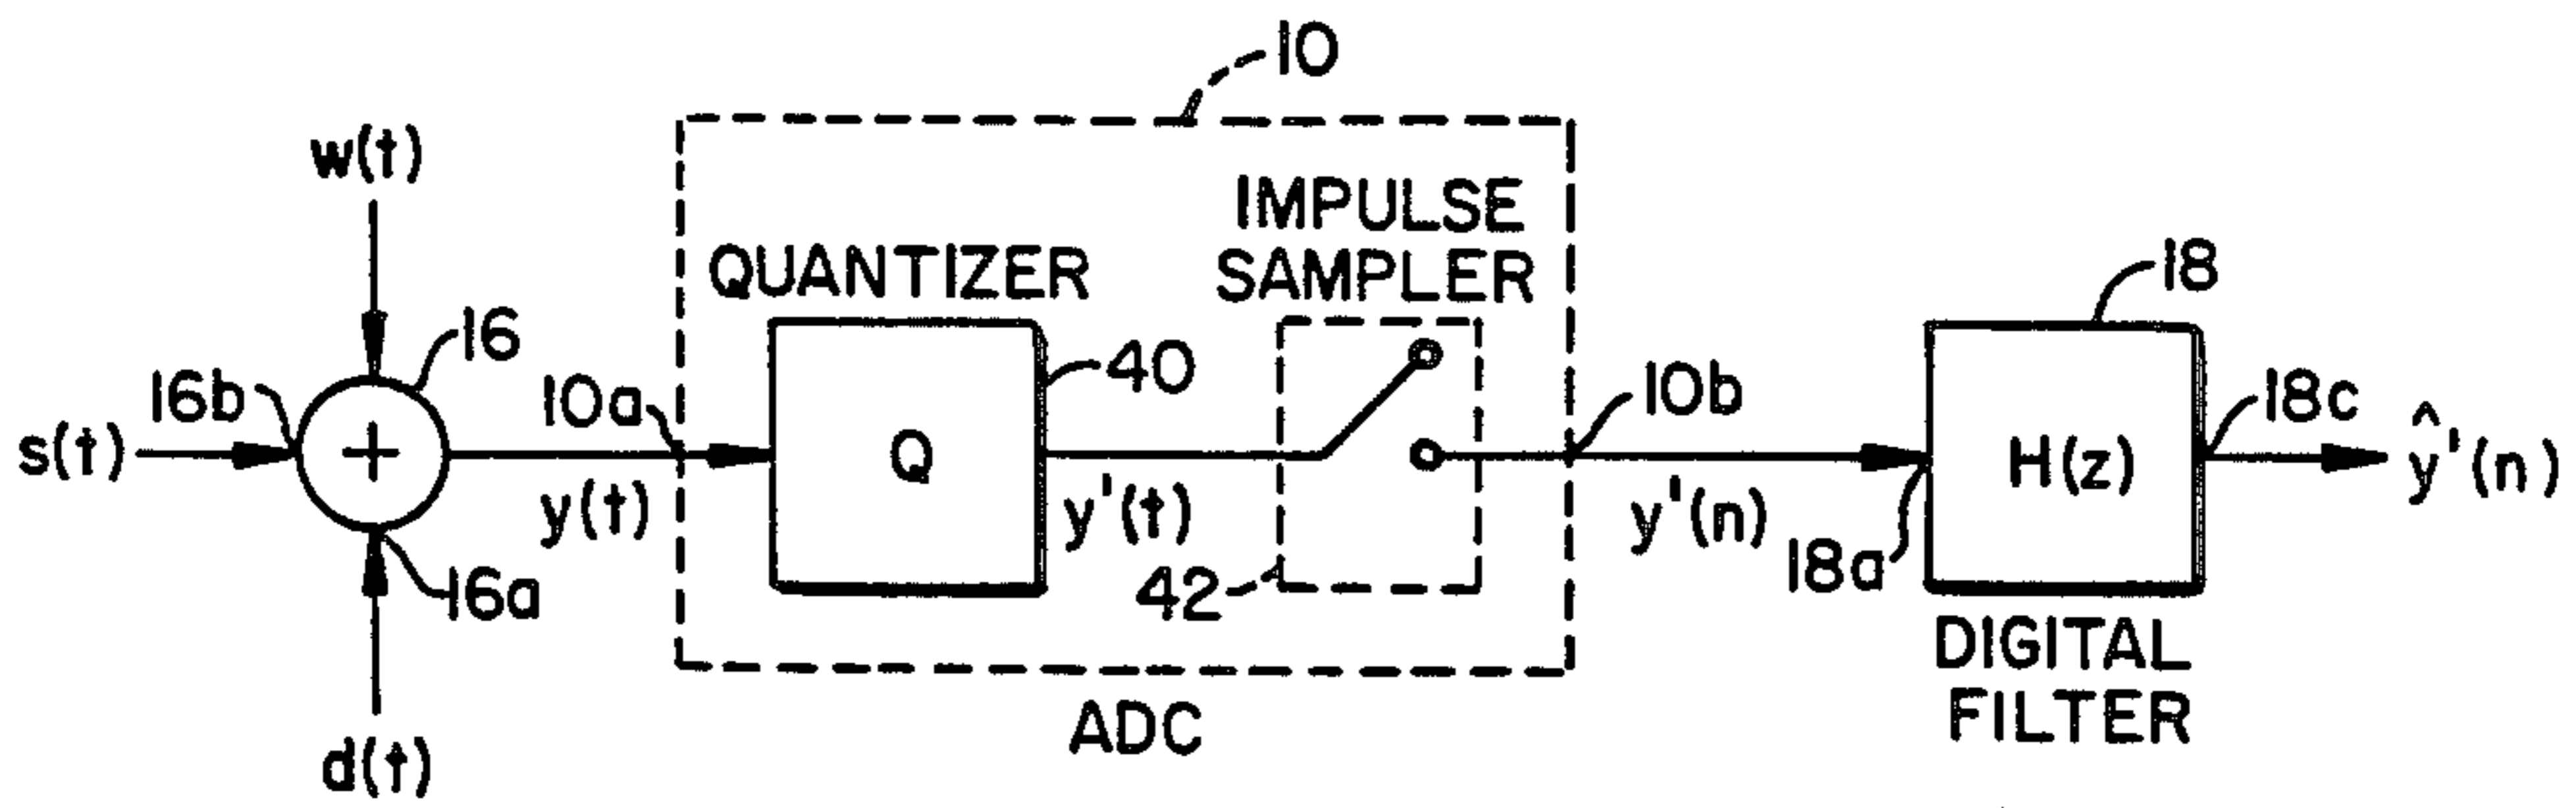 10
w(t)
IMPULSE
SAMPLER
QUANTIZER
18
16
40
16b
10a
10b
18c
s(t)
+
Q
H(z)
ŷ'(n)
y(t)
y'(t)
y'(n)
18a
16a
42
DIGITAL
FILTER
ADC
d(t)